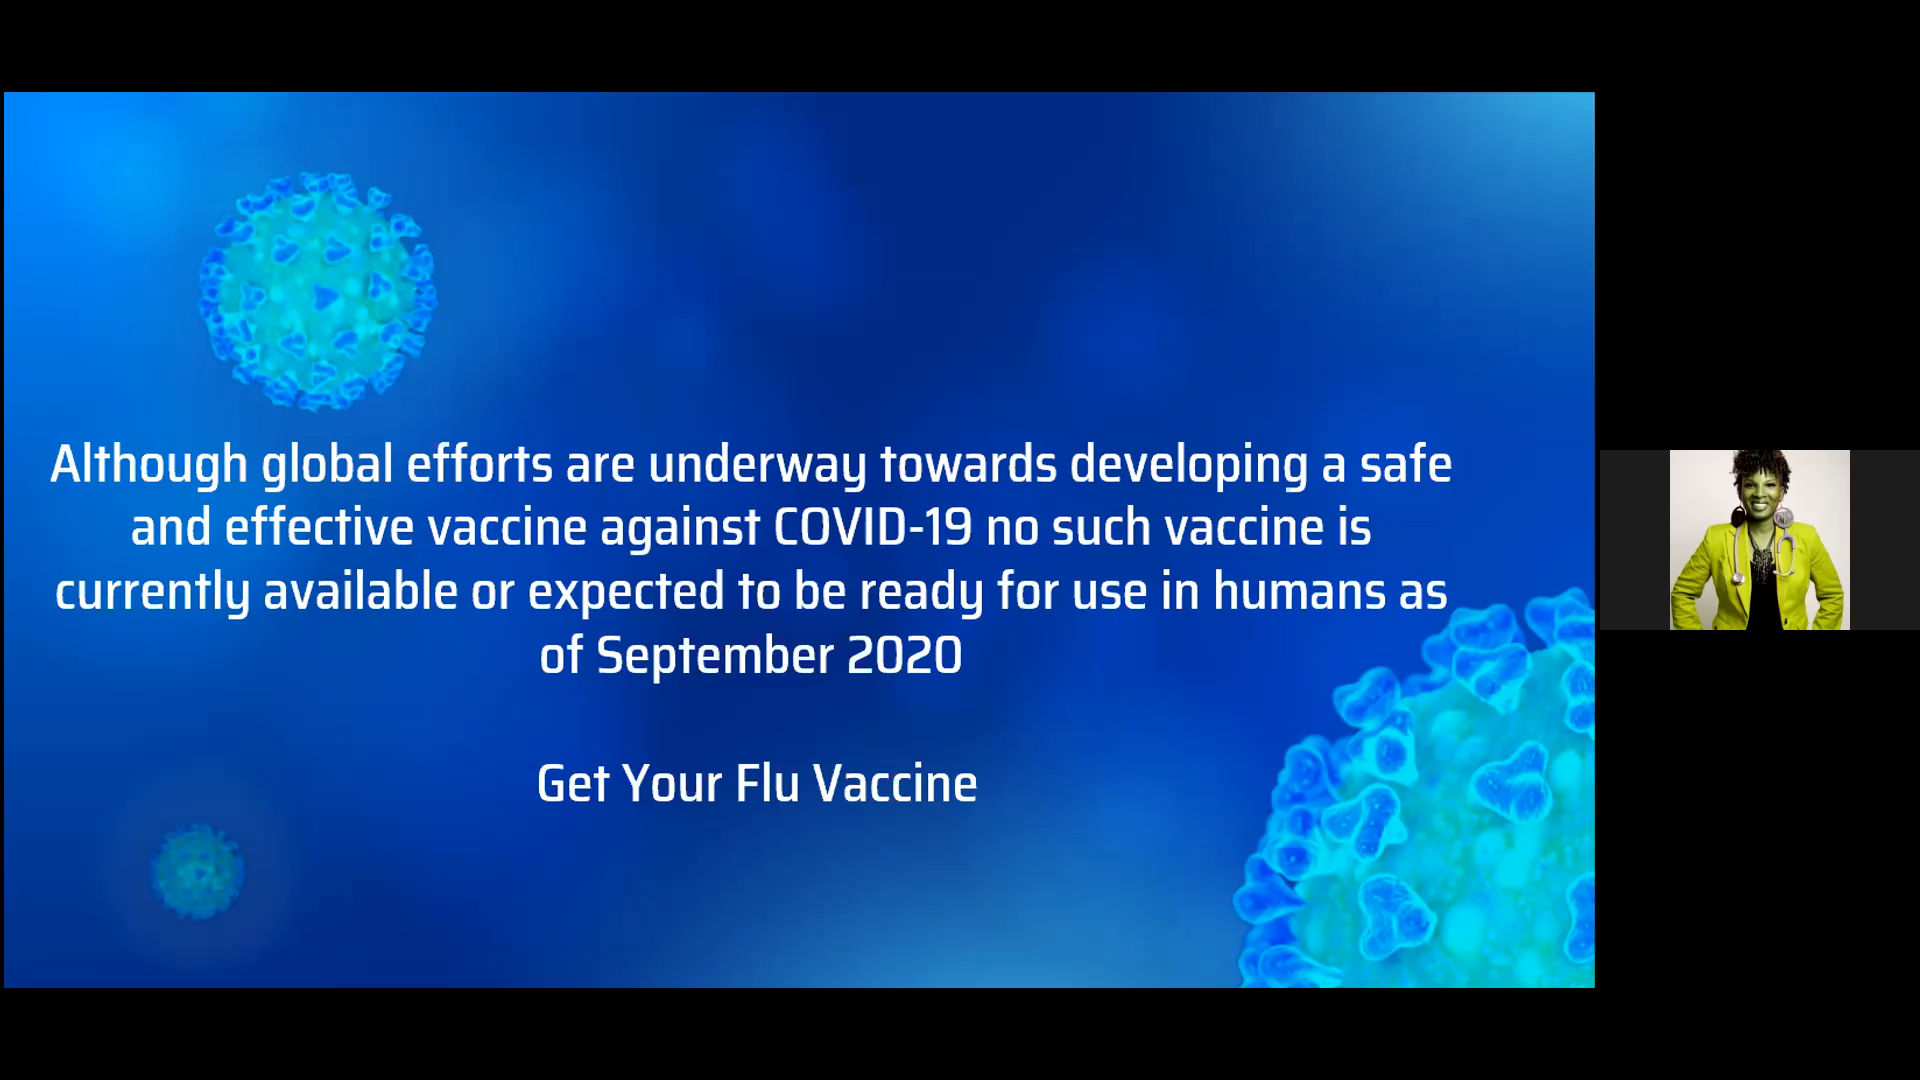 Although global efforts are underway towards developing a safe
and effective vaccine against COVID-19 no such vaccine is
currently available or expected to be ready for use in humans as
of September 2020
Get Your Flu Vaccine